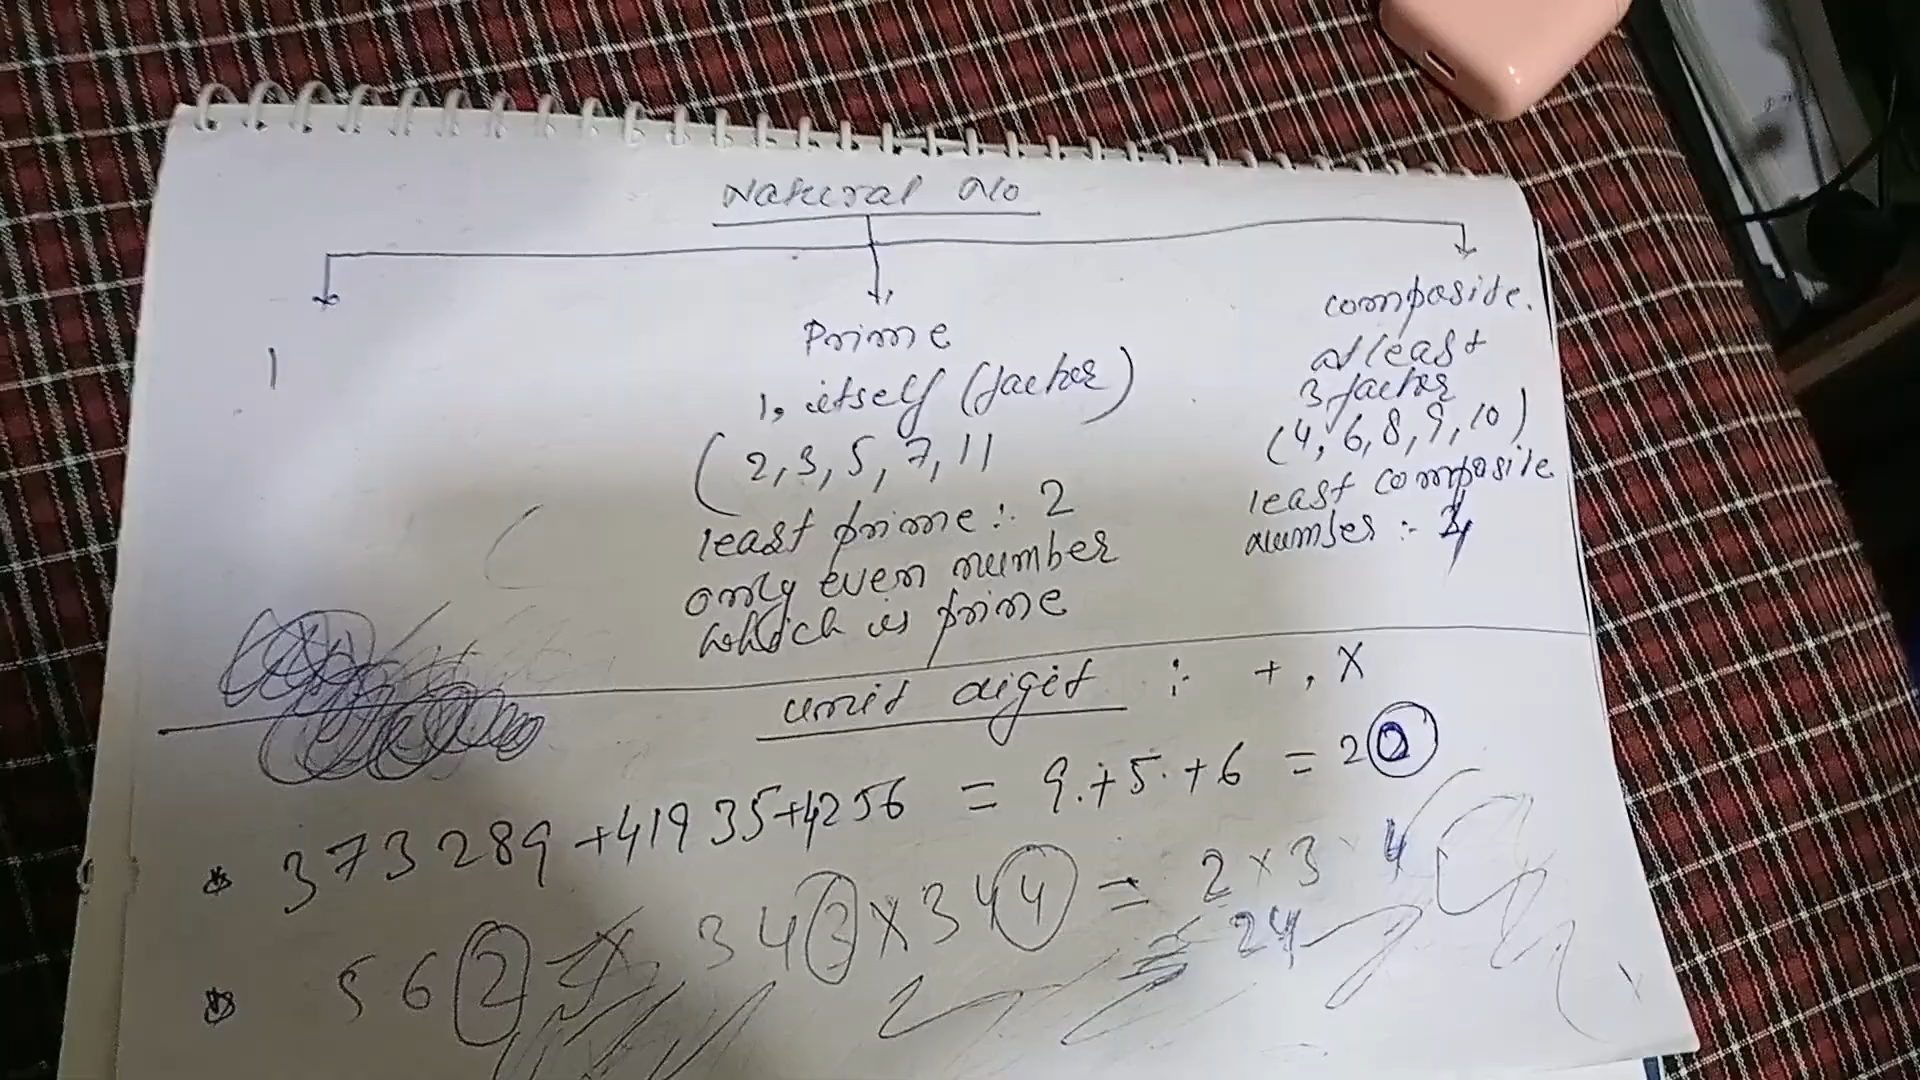 Natural no
1
Prime
1, itself (factor)
(2,3,5,7,11
least prime :- 2
only even number
which is prime
composite.
at least
3 factor
(4,6,8,9,10)
least composite
number :-
unit digit :- +, X
373289+41935+4256 = 9+5+6 = 20
562 X 343 X 344 = 2 x 3 4
= 24